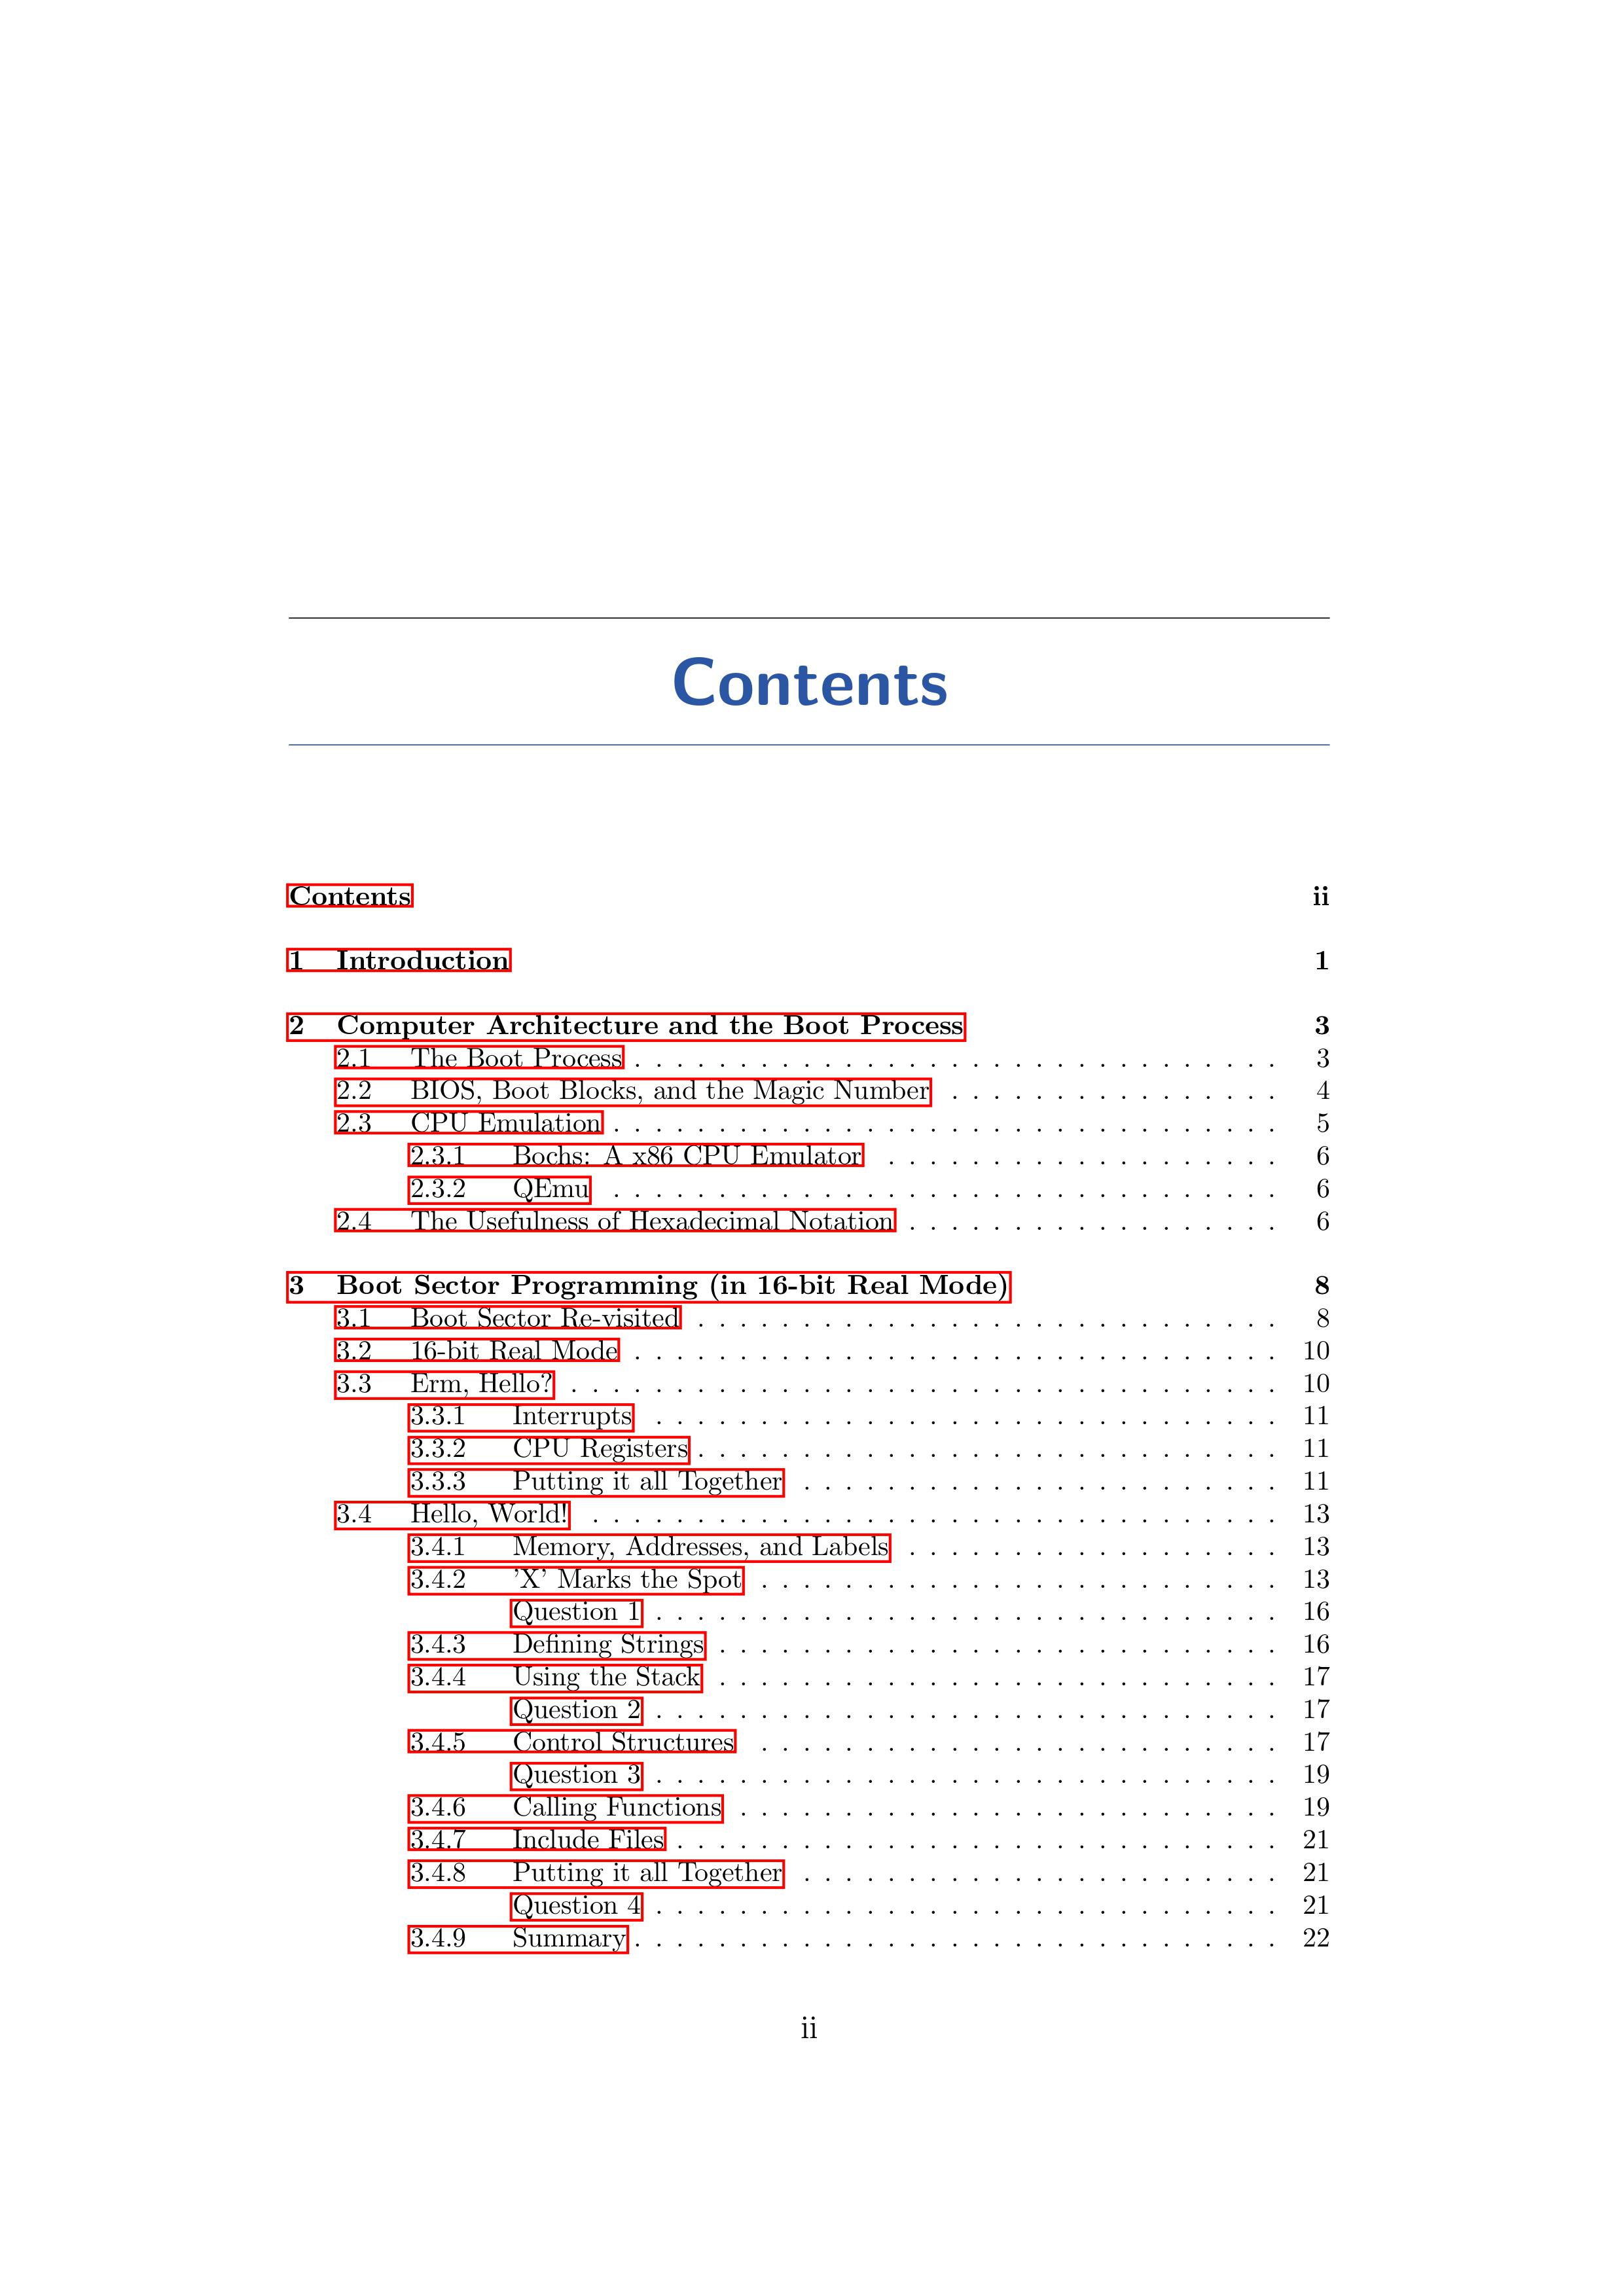 Contents
Contents ii
1 Introduction 1
2 Computer Architecture and the Boot Process 3
2.1 The Boot Process . . . . . . . . . . . . . . . . . . . . . . . . . . . . . . . 3
2.2 BIOS, Boot Blocks, and the Magic Number . . . . . . . . . . . . . . . . 4
2.3 CPU Emulation . . . . . . . . . . . . . . . . . . . . . . . . . . . . . . . . 5
2.3.1 Bochs: A x86 CPU Emulator . . . . . . . . . . . . . . . . . . . 6
2.3.2 QEmu . . . . . . . . . . . . . . . . . . . . . . . . . . . . . . . . 6
2.4 The Usefulness of Hexadecimal Notation . . . . . . . . . . . . . . . . . . 6
3 Boot Sector Programming (in 16-bit Real Mode) 8
3.1 Boot Sector Re-visited . . . . . . . . . . . . . . . . . . . . . . . . . . . . 8
3.2 16-bit Real Mode . . . . . . . . . . . . . . . . . . . . . . . . . . . . . . . 10
3.3 Erm, Hello? . . . . . . . . . . . . . . . . . . . . . . . . . . . . . . . . . . 10
3.3.1 Interrupts . . . . . . . . . . . . . . . . . . . . . . . . . . . . . . 11
3.3.2 CPU Registers . . . . . . . . . . . . . . . . . . . . . . . . . . . . 11
3.3.3 Putting it all Together . . . . . . . . . . . . . . . . . . . . . . . 11
3.4 Hello, World! . . . . . . . . . . . . . . . . . . . . . . . . . . . . . . . . . 13
3.4.1 Memory, Addresses, and Labels . . . . . . . . . . . . . . . . . . 13
3.4.2 'X' Marks the Spot . . . . . . . . . . . . . . . . . . . . . . . . . 13
Question 1 . . . . . . . . . . . . . . . . . . . . . . . . . . . . . . 16
3.4.3 Defining Strings . . . . . . . . . . . . . . . . . . . . . . . . . . . 16
3.4.4 Using the Stack . . . . . . . . . . . . . . . . . . . . . . . . . . . 17
Question 2 . . . . . . . . . . . . . . . . . . . . . . . . . . . . . . 17
3.4.5 Control Structures . . . . . . . . . . . . . . . . . . . . . . . . . 17
Question 3 . . . . . . . . . . . . . . . . . . . . . . . . . . . . . . 19
3.4.6 Calling Functions . . . . . . . . . . . . . . . . . . . . . . . . . . 19
3.4.7 Include Files . . . . . . . . . . . . . . . . . . . . . . . . . . . . . 21
3.4.8 Putting it all Together . . . . . . . . . . . . . . . . . . . . . . . 21
Question 4 . . . . . . . . . . . . . . . . . . . . . . . . . . . . . . 21
3.4.9 Summary . . . . . . . . . . . . . . . . . . . . . . . . . . . . . . . 22
ii